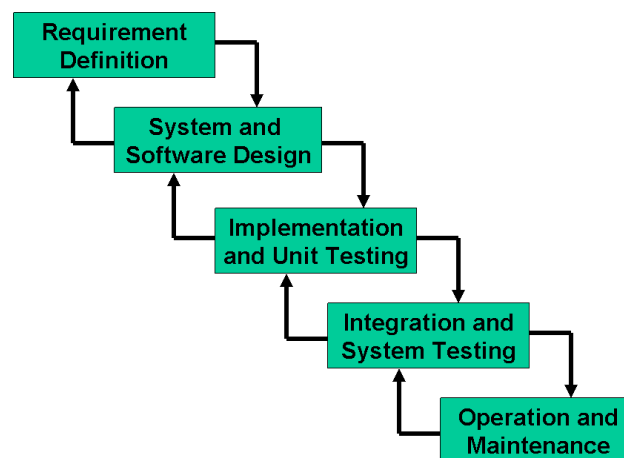 Requirement
Definition
System and
Software Design
Implementation
and Unit Testing
Integration and
System Testing
Operation and
Maintenance